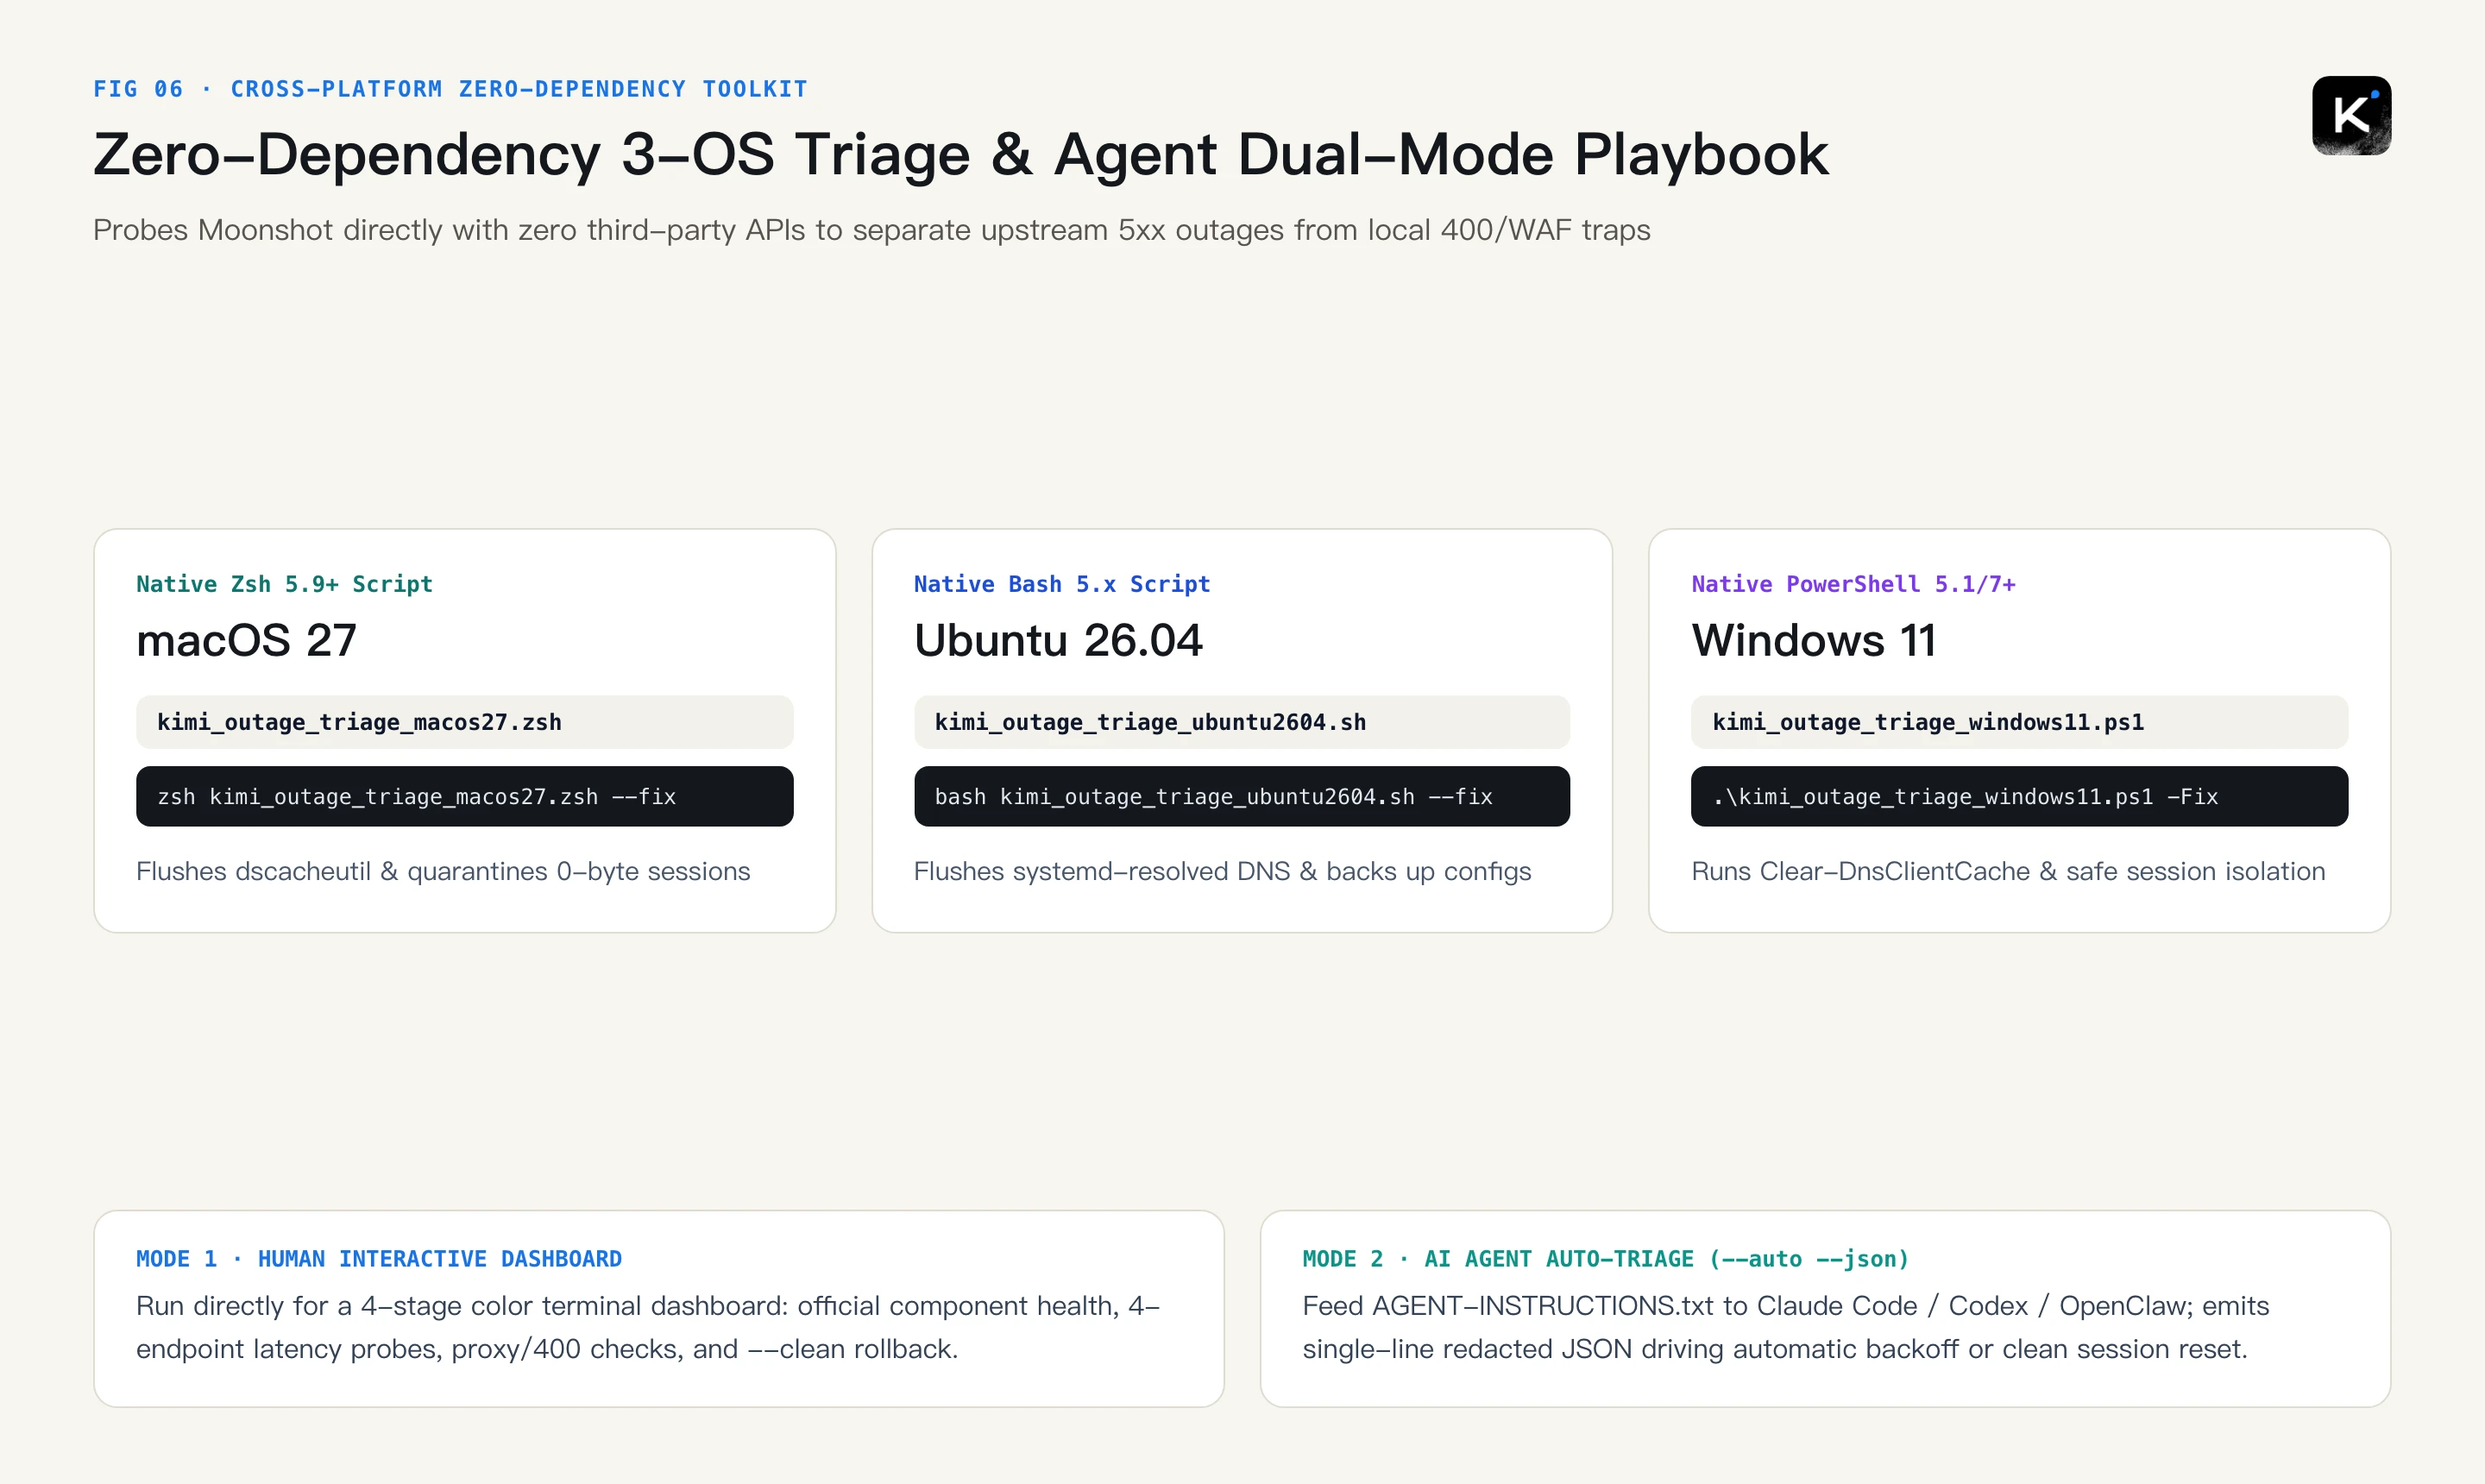 FIG 06 · CROSS-PLATFORM ZERO-DEPENDENCY TOOLKIT
K
Zero-Dependency 3-OS Triage & Agent Dual-Mode Playbook
Probes Moonshot directly with zero third-party APIs to separate upstream 5xx outages from local 400/WAF traps
Native Zsh 5.9+ Script
macOS 27
kimi_outage_triage_macos27.zsh
zsh kimi_outage_triage_macos27.zsh --fix
Flushes dscacheutil & quarantines 0-byte sessions
Native Bash 5.x Script
Ubuntu 26.04
kimi_outage_triage_ubuntu2604.sh
bash kimi_outage_triage_ubuntu2604.sh --fix
Flushes systemd-resolved DNS & backs up configs
Native PowerShell 5.1/7+
Windows 11
kimi_outage_triage_windows11.ps1
.\kimi_outage_triage_windows11.ps1 -Fix
Runs Clear-DnsClientCache & safe session isolation
MODE 1 · HUMAN INTERACTIVE DASHBOARD
Run directly for a 4-stage color terminal dashboard: official component health, 4-
endpoint latency probes, proxy/400 checks, and --clean rollback.
MODE 2 · AI AGENT AUTO-TRIAGE (--auto --json)
Feed AGENT-INSTRUCTIONS.txt to Claude Code / Codex / OpenClaw; emits
single-line redacted JSON driving automatic backoff or clean session reset.